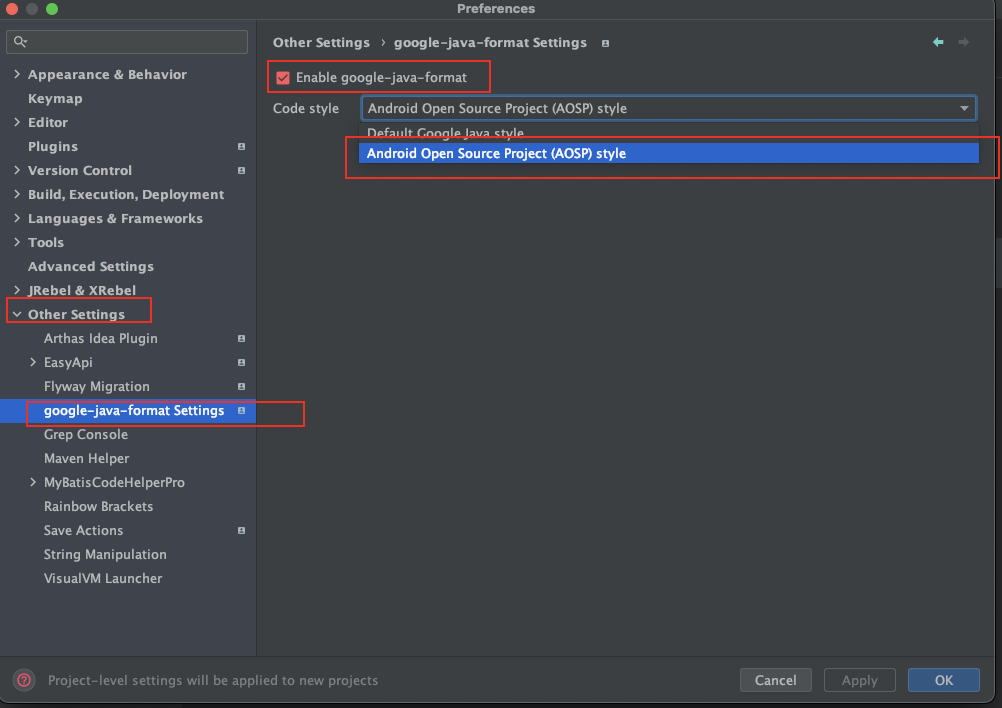 Preferences
Other Settings › google-java-format Settings
Appearance & Behavior
Keymap
Editor
Plugins
Version Control
Build, Execution, Deployment
Languages & Frameworks
Tools
Advanced Settings
JRebel & XRebel
Other Settings
Arthas Idea Plugin
EasyApi
Flyway Migration
google-java-format Settings
Grep Console
Maven Helper
MyBatisCodeHelperPro
Rainbow Brackets
Save Actions
String Manipulation
VisualVM Launcher
Enable google-java-format
Code style Android Open Source Project (AOSP) style
Default Google Java style
Android Open Source Project (AOSP) style
Project-level settings will be applied to new projects
Cancel Apply OK